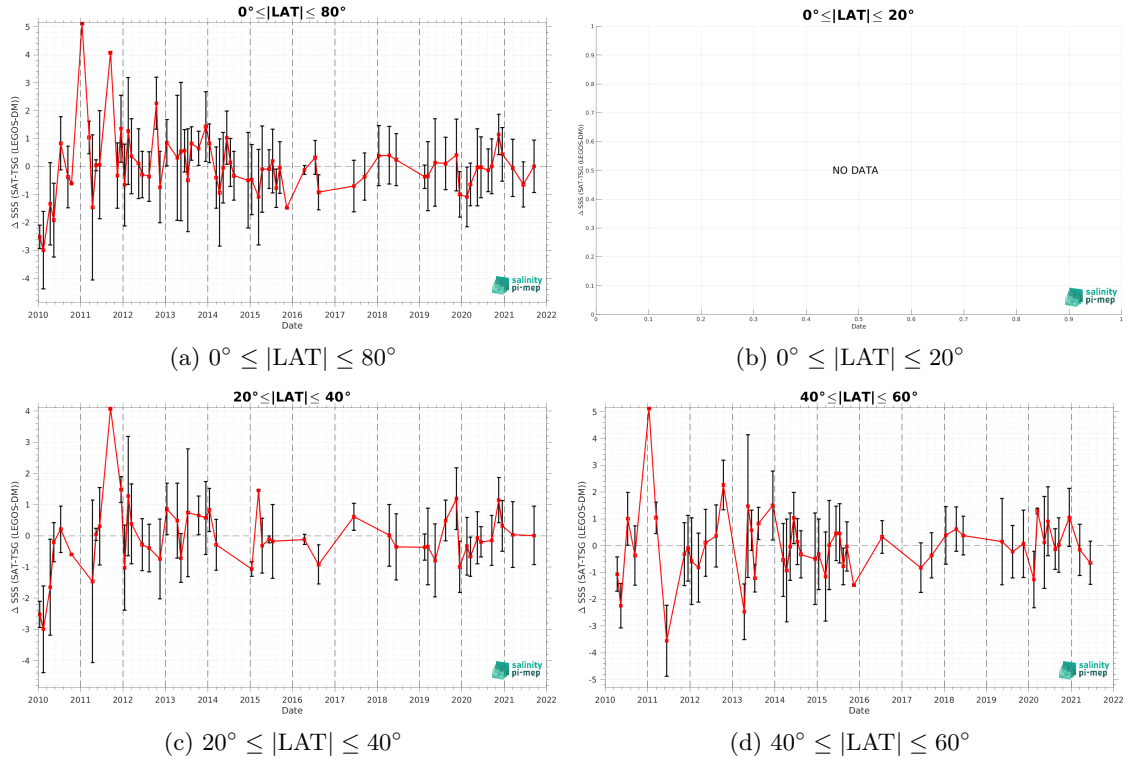 0°≤|LAT|≤ 80°
Δ SSS (SAT-TSG (LEGOS-DM))
5
4
3
2
1
0
-1
-2
-3
-4
2010 2011 2012 2013 2014 2015 2016 2017 2018 2019 2020 2021 2022
Date
salinity
pi-mep
(a) 0° ≤ |LAT| ≤ 80°
0°≤|LAT|≤ 20°
Δ SSS (SAT-TSG (LEGOS-DM))
1
0.9
0.8
0.7
0.6
0.5
0.4
0.3
0.2
0.1
0
NO DATA
0 0.1 0.2 0.3 0.4 0.5 0.6 0.7 0.8 0.9 1
Date
salinity
pi-mep
(b) 0° ≤ |LAT| ≤ 20°
20°≤|LAT|≤ 40°
Δ SSS (SAT-TSG (LEGOS-DM))
4
3
2
1
0
-1
-2
-3
-4
2010 2011 2012 2013 2014 2015 2016 2017 2018 2019 2020 2021 2022
Date
salinity
pi-mep
(c) 20° ≤ |LAT| ≤ 40°
40°≤|LAT|≤ 60°
Δ SSS (SAT-TSG (LEGOS-DM))
5
4
3
2
1
0
-1
-2
-3
-4
-5
2010 2011 2012 2013 2014 2015 2016 2017 2018 2019 2020 2021 2022
Date
salinity
pi-mep
(d) 40° ≤ |LAT| ≤ 60°